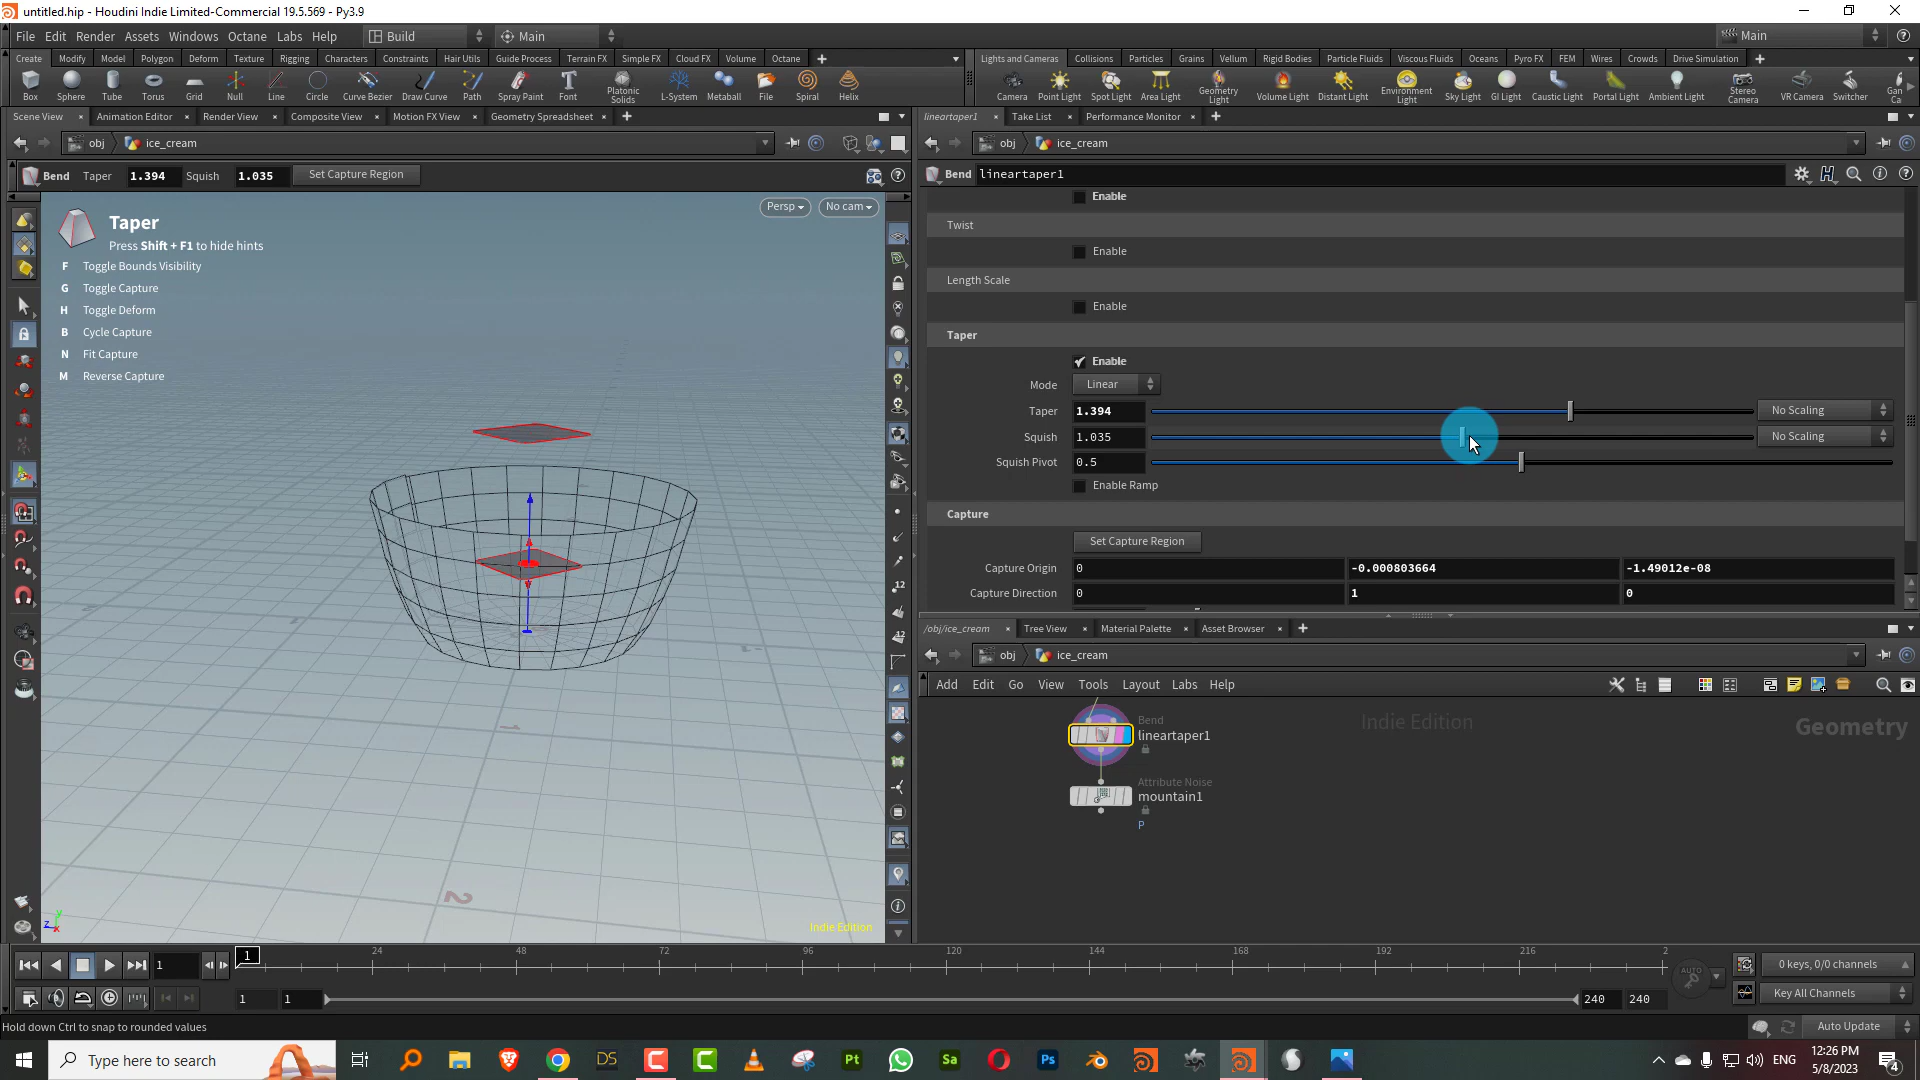 untitled.hip - Houdini Indie Limited-Commercial 19.5.569 - Py3.9
File Edit Render Assets Windows Octane Labs Help Build Main Main
Create Modify Model Polygon Deform Texture Rigging Characters Constraints Hair Utils Guide Process Terrain FX Simple FX Cloud FX Volume Octane
Lights and Cameras Collisions Particles Grains Vellum Rigid Bodies Particle Fluids Viscous Fluids Oceans Pyro FX FEM Wires Crowds Drive Simulation
Box Sphere Tube Torus Grid Null Line Circle Curve Bezier Draw Curve Path Spray Paint Font Platonic Solids L-System Metaball File Spiral Helix
Camera Point Light Spot Light Area Light Geometry Light Volume Light Distant Light Environment Light Sky Light GI Light Caustic Light Portal Light Ambient Light Stereo Camera VR Camera Switcher Gan Ca
Scene View Animation Editor Render View Composite View Motion FX View Geometry Spreadsheet
lineartaper1 Take List Performance Monitor
obj ice_cream
obj ice_cream
Bend Taper 1.394 Squish 1.035 Set Capture Region
Bend lineartaper1
Taper
Press Shift + F1 to hide hints
F Toggle Bounds Visibility
G Toggle Capture
H Toggle Deform
B Cycle Capture
N Fit Capture
M Reverse Capture
Persp No cam
Enable
Twist
Enable
Length Scale
Enable
Taper
Enable
Mode Linear
Taper 1.394 No Scaling
Squish 1.035 No Scaling
Squish Pivot 0.5
Enable Ramp
Capture
Set Capture Region
Capture Origin 0 -0.000803664 -1.49012e-08
Capture Direction 0 1 0
/obj/ice_cream Tree View Material Palette Asset Browser
obj ice_cream
Add Edit Go View Tools Layout Labs Help
Indie Edition
Geometry
Bend
lineartaper1
Attribute Noise
mountain1
P
12
12
1
2
y
z x
Indie Edition
1 1 24 48 72 96 120 144 168 192 216 2
AUTO
0 keys, 0/0 channels
1 1 240 240 Key All Channels
Hold down Ctrl to snap to rounded values
Auto Update
Type here to search
DS Pt Sa Ps
ENG
12:26 PM
5/8/2023
4